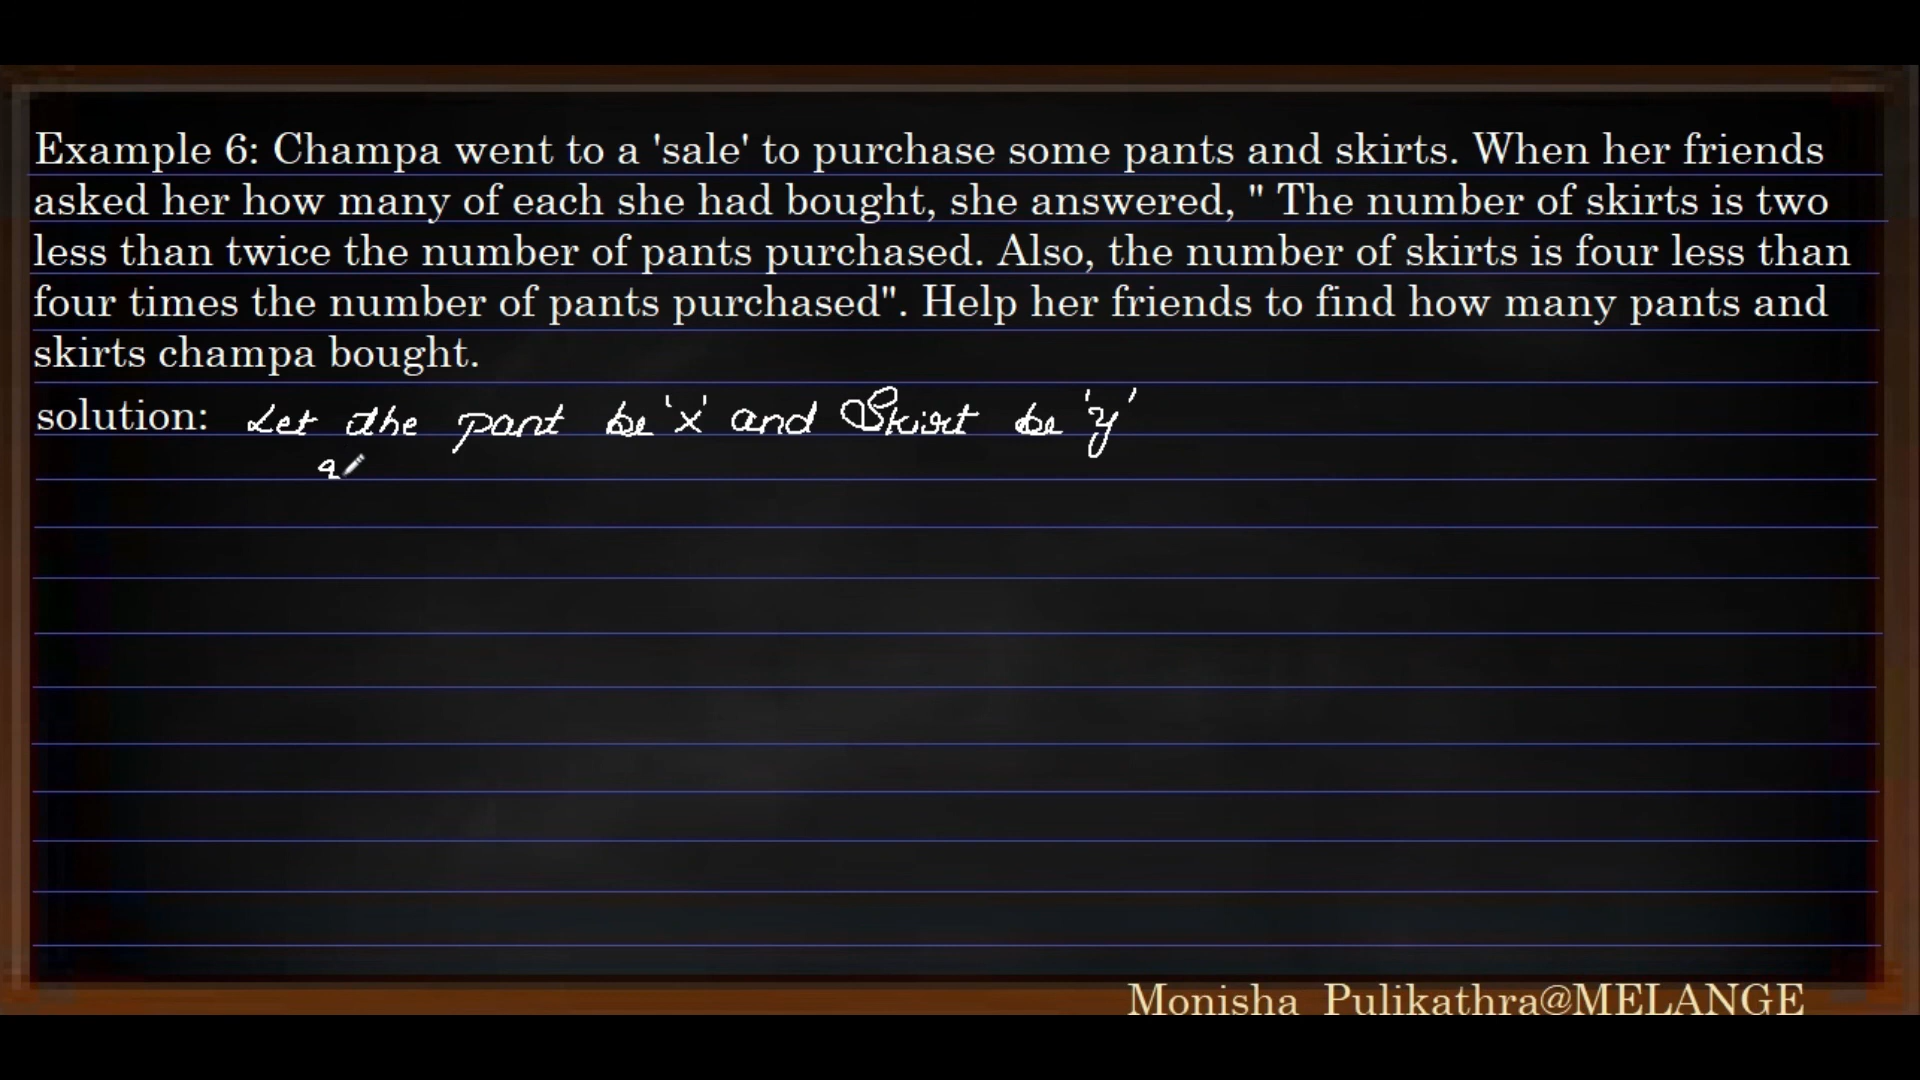 Example 6: Champa went to a 'sale' to purchase some pants and skirts. When her friends
asked her how many of each she had bought, she answered, " The number of skirts is two
less than twice the number of pants purchased. Also, the number of skirts is four less than
four times the number of pants purchased". Help her friends to find how many pants and
skirts champa bought.
solution: Let the pant be 'x' and Skirt be 'y'
Monisha Pulikathra@MELANGE